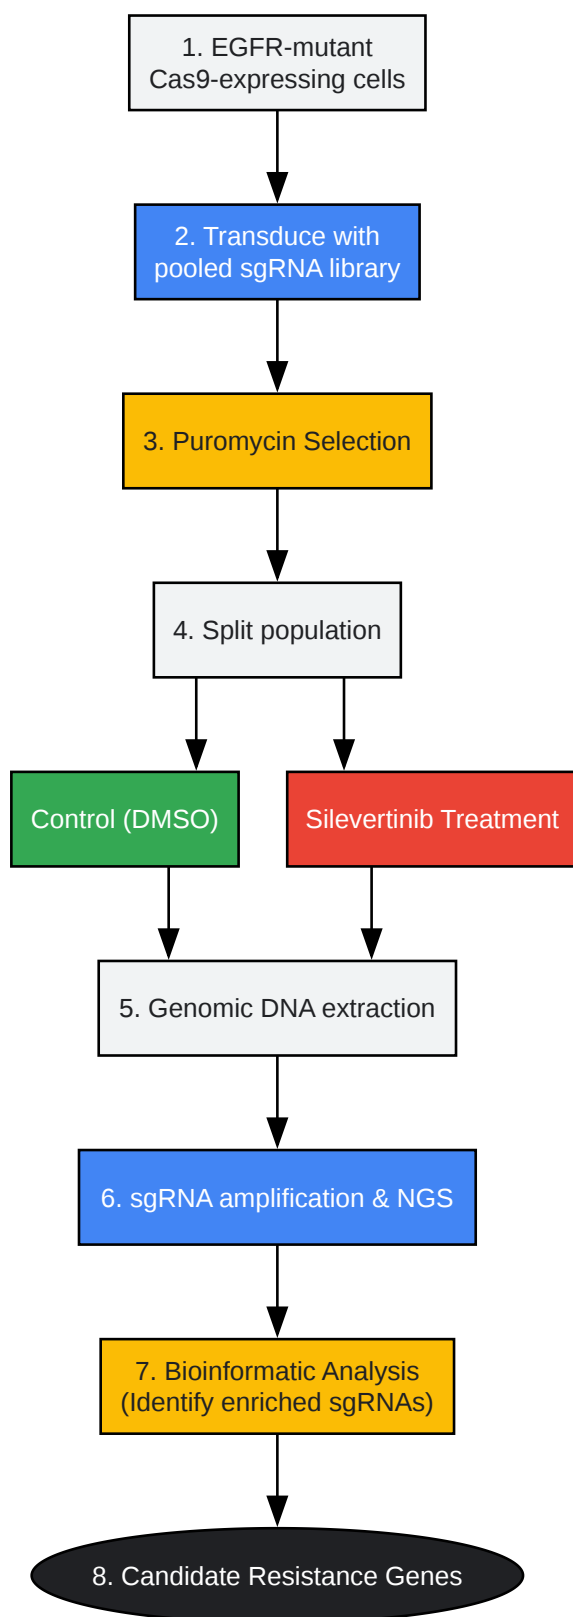 1. EGFR-mutant
Cas9-expressing cells
2. Transduce with
pooled sgRNA library
3. Puromycin Selection
4. Split population
Control (DMSO)
Silevertinib Treatment
5. Genomic DNA extraction
6. sgRNA amplification & NGS
7. Bioinformatic Analysis
(Identify enriched sgRNAs)
8. Candidate Resistance Genes